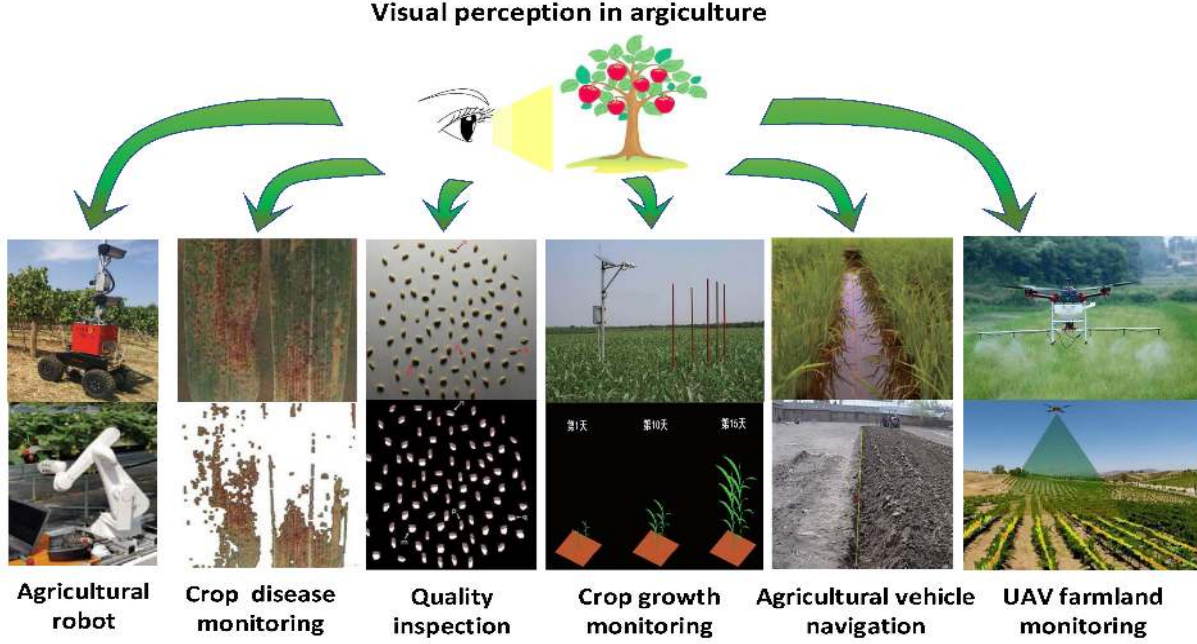 Visual perception in argiculture
第1天
第10天
第15天
Agricultural
robot
Crop disease
monitoring
Quality
inspection
Crop growth
monitoring
Agricultural vehicle
navigation
UAV farmland
monitoring